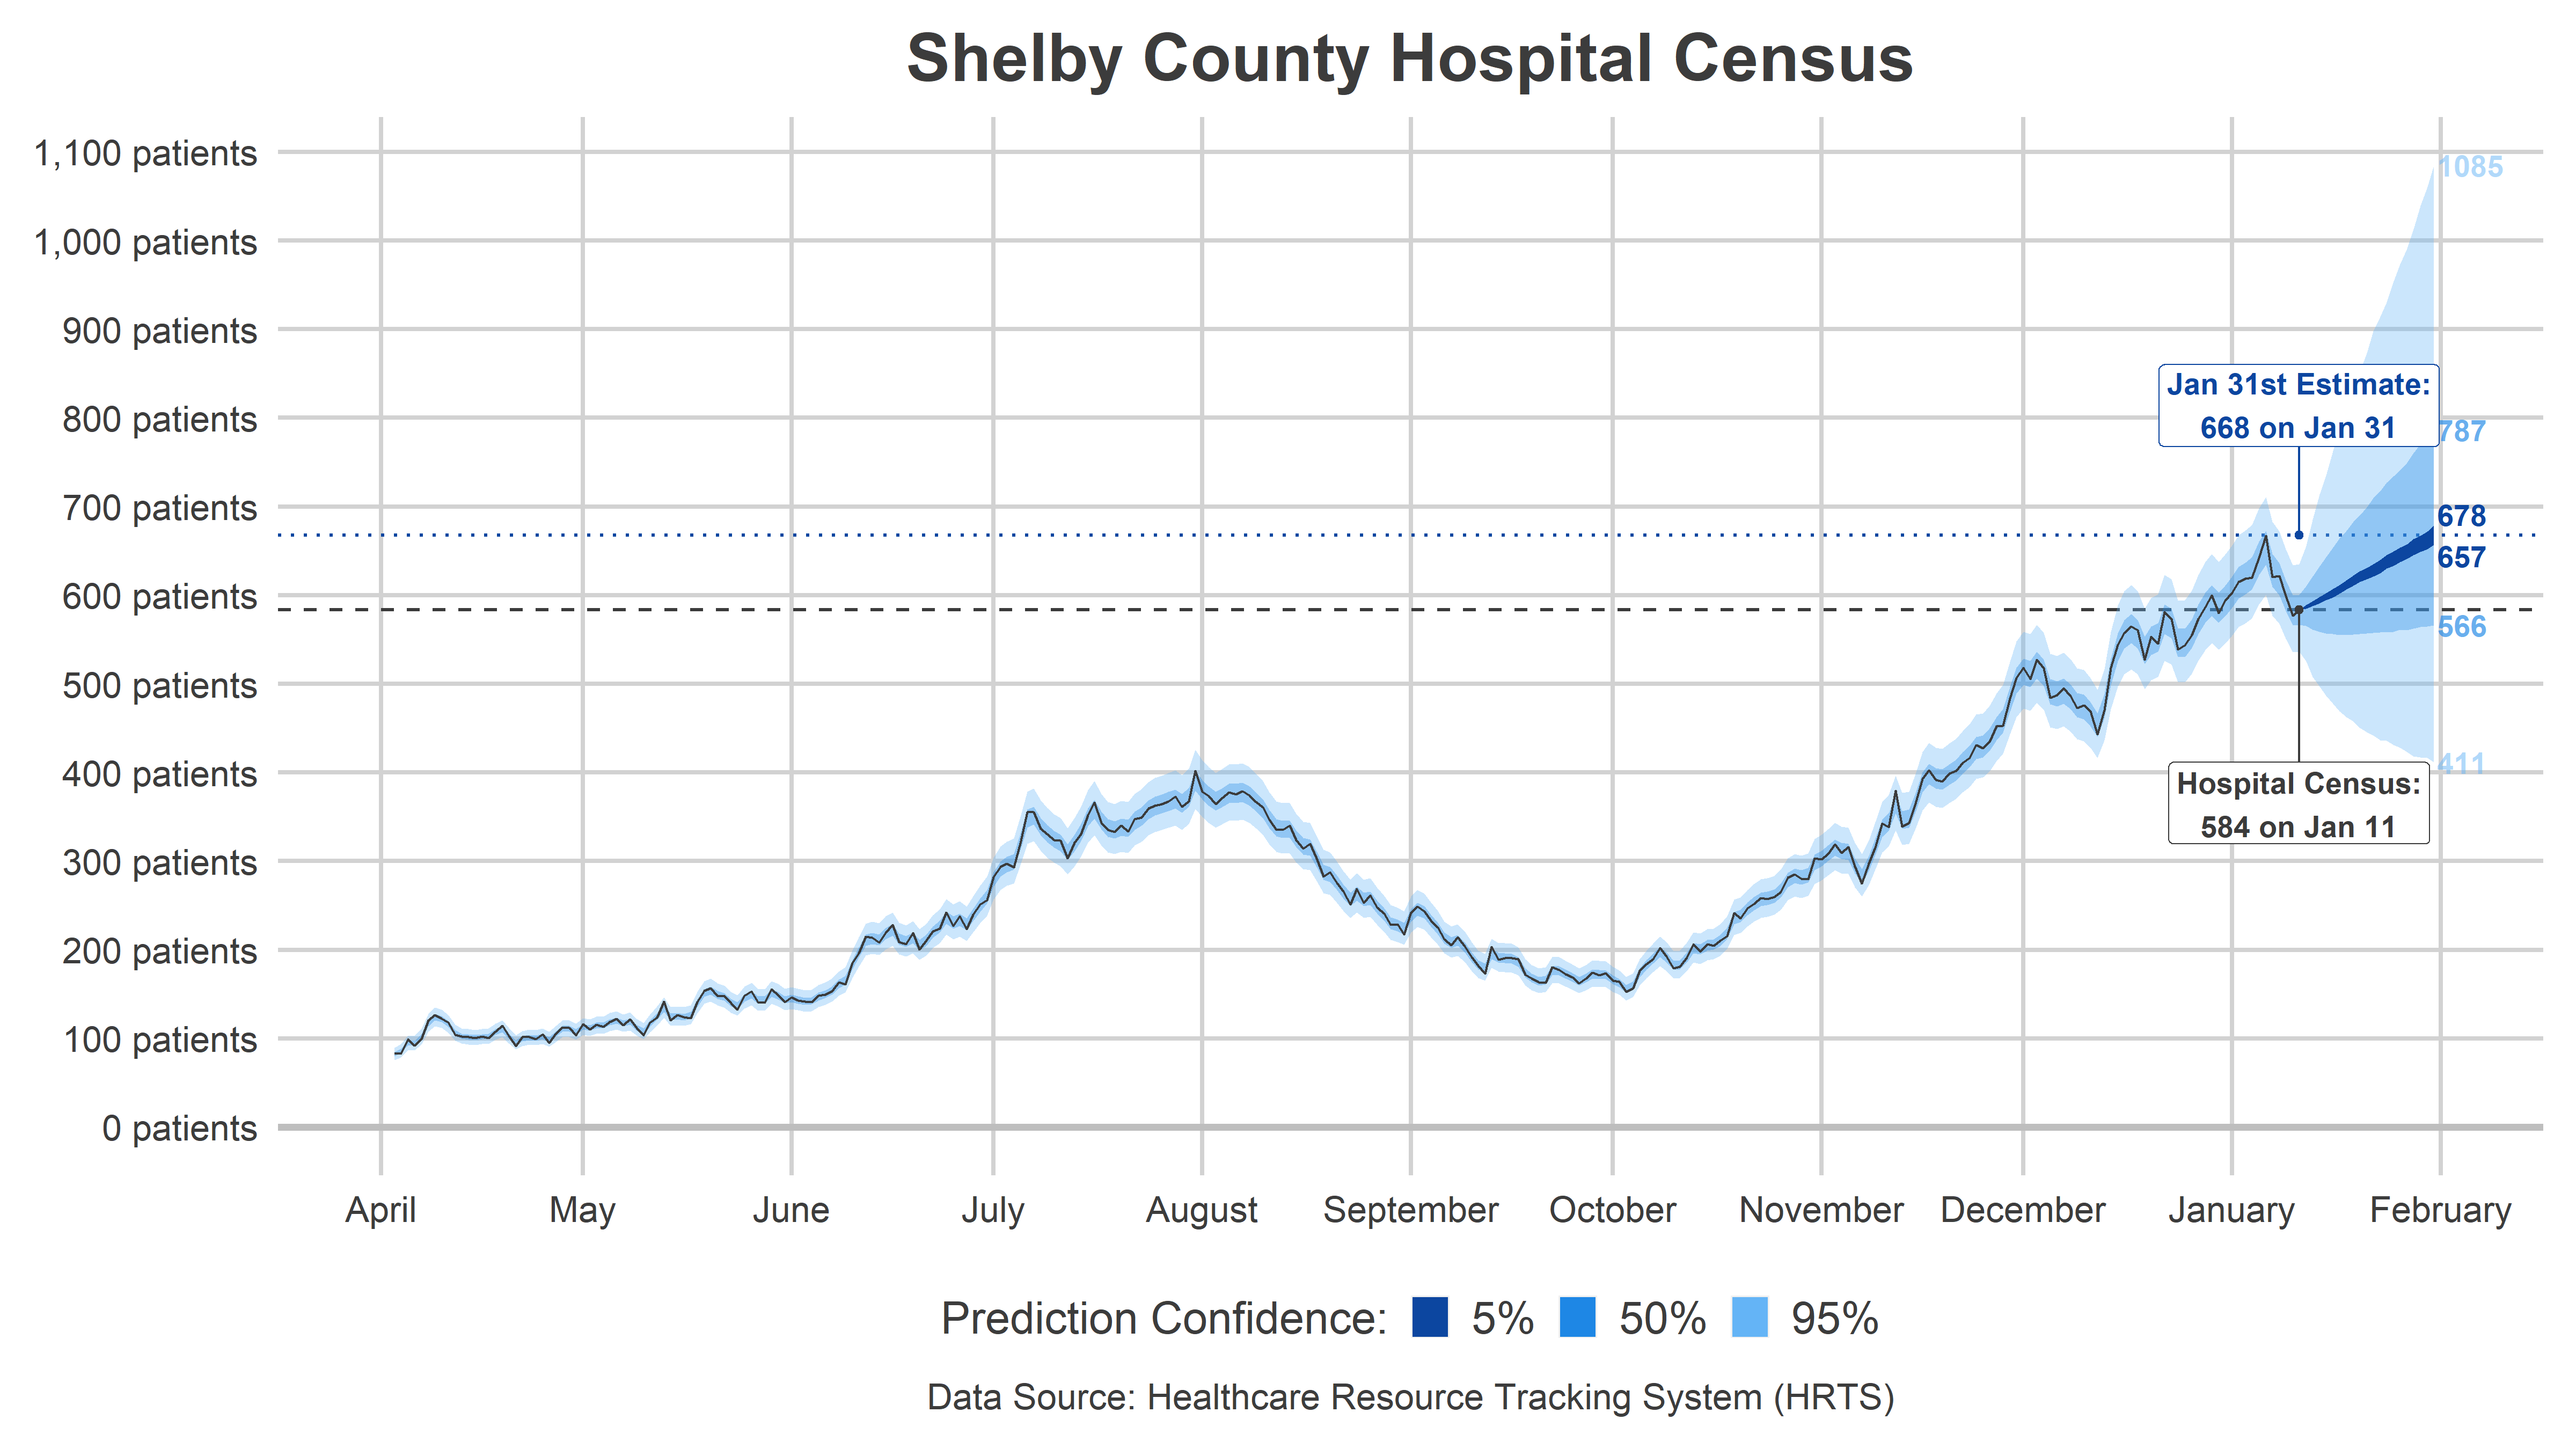 Shelby County Hospital Census
1,100 patients
1,000 patients
900 patients
800 patients
700 patients
600 patients
500 patients
400 patients
300 patients
200 patients
100 patients
0 patients
1085
Jan 31st Estimate:
668 on Jan 31
787
678
657
566
411
Hospital Census:
584 on Jan 11
April May June July August September October November December January February
Prediction Confidence: 5% 50% 95%
Data Source: Healthcare Resource Tracking System (HRTS)